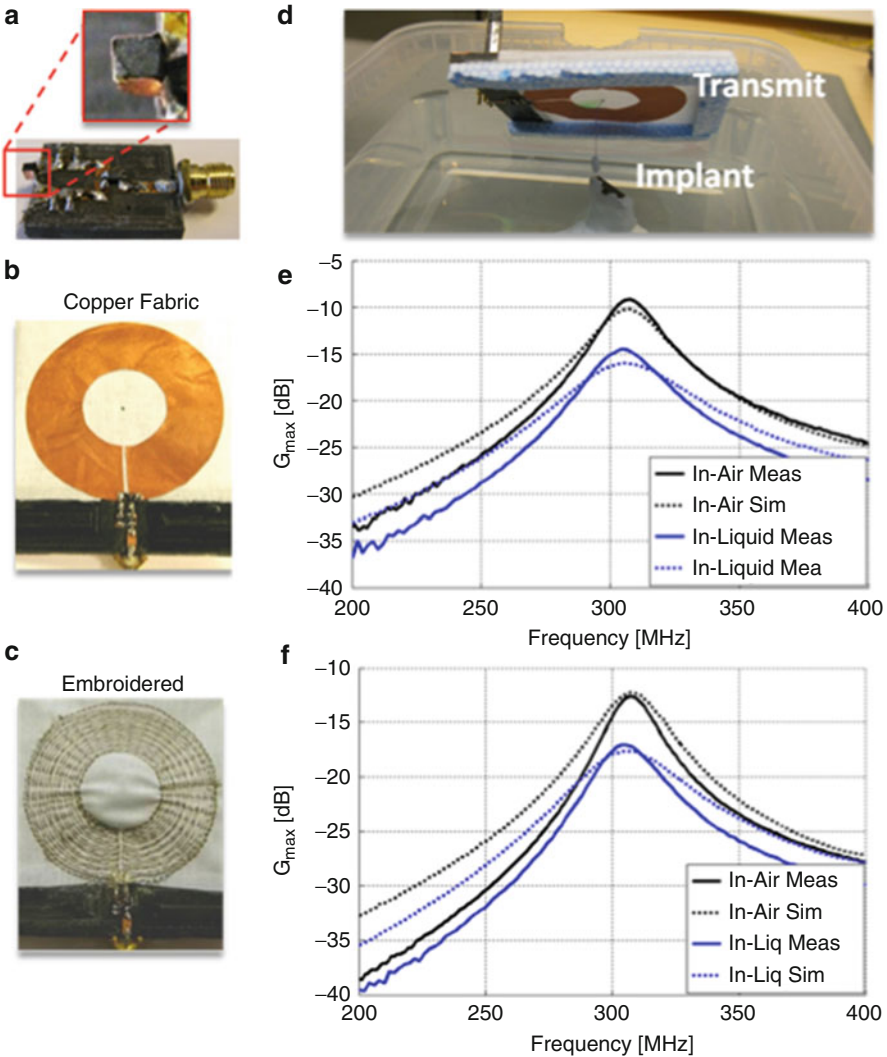 a
d
Transmit
Implant
b
Copper Fabric
c
Embroidered
e
−5
−10
−15
−20
−25
−30
−35
−40
G_max [dB]
200
250
300
350
400
Frequency [MHz]
In-Air Meas
In-Air Sim
In-Liquid Meas
In-Liquid Mea
f
−10
−15
−20
−25
−30
−35
−40
G_max [dB]
200
250
300
350
400
Frequency [MHz]
In-Air Meas
In-Air Sim
In-Liq Meas
In-Liq Sim